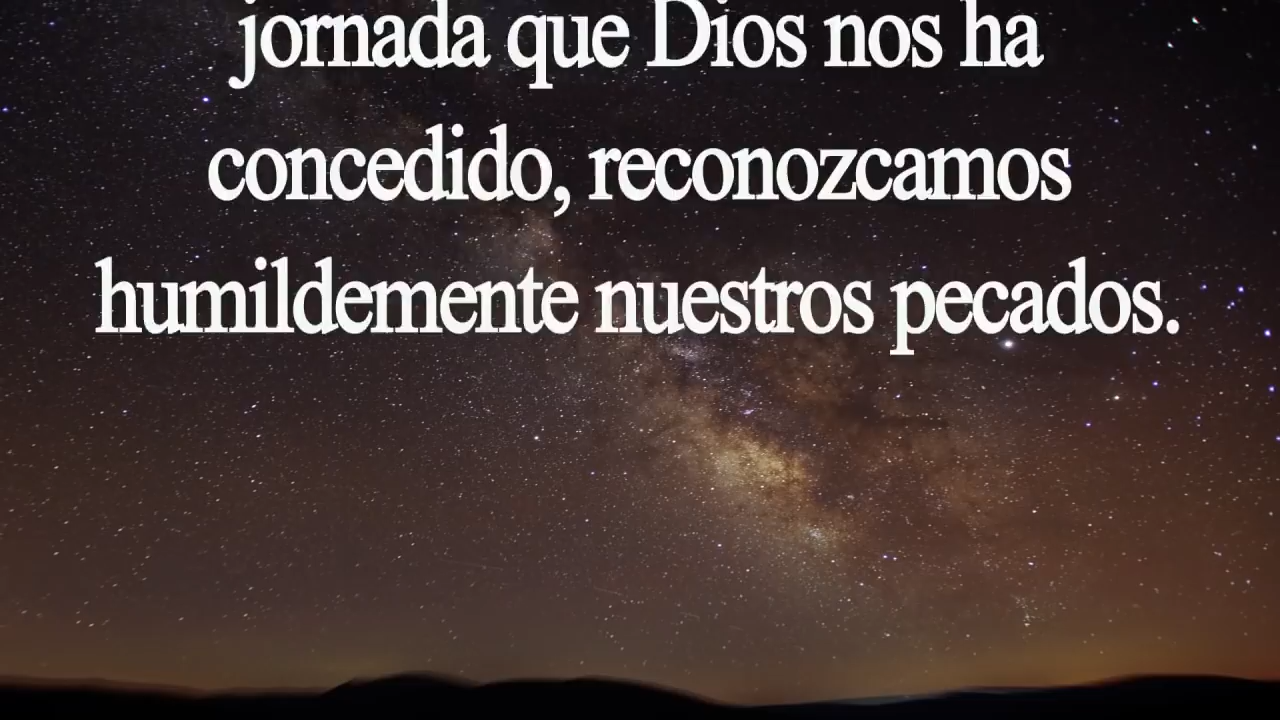 jornada que Dios nos ha
concedido, reconozcamos
humildemente nuestros pecados.